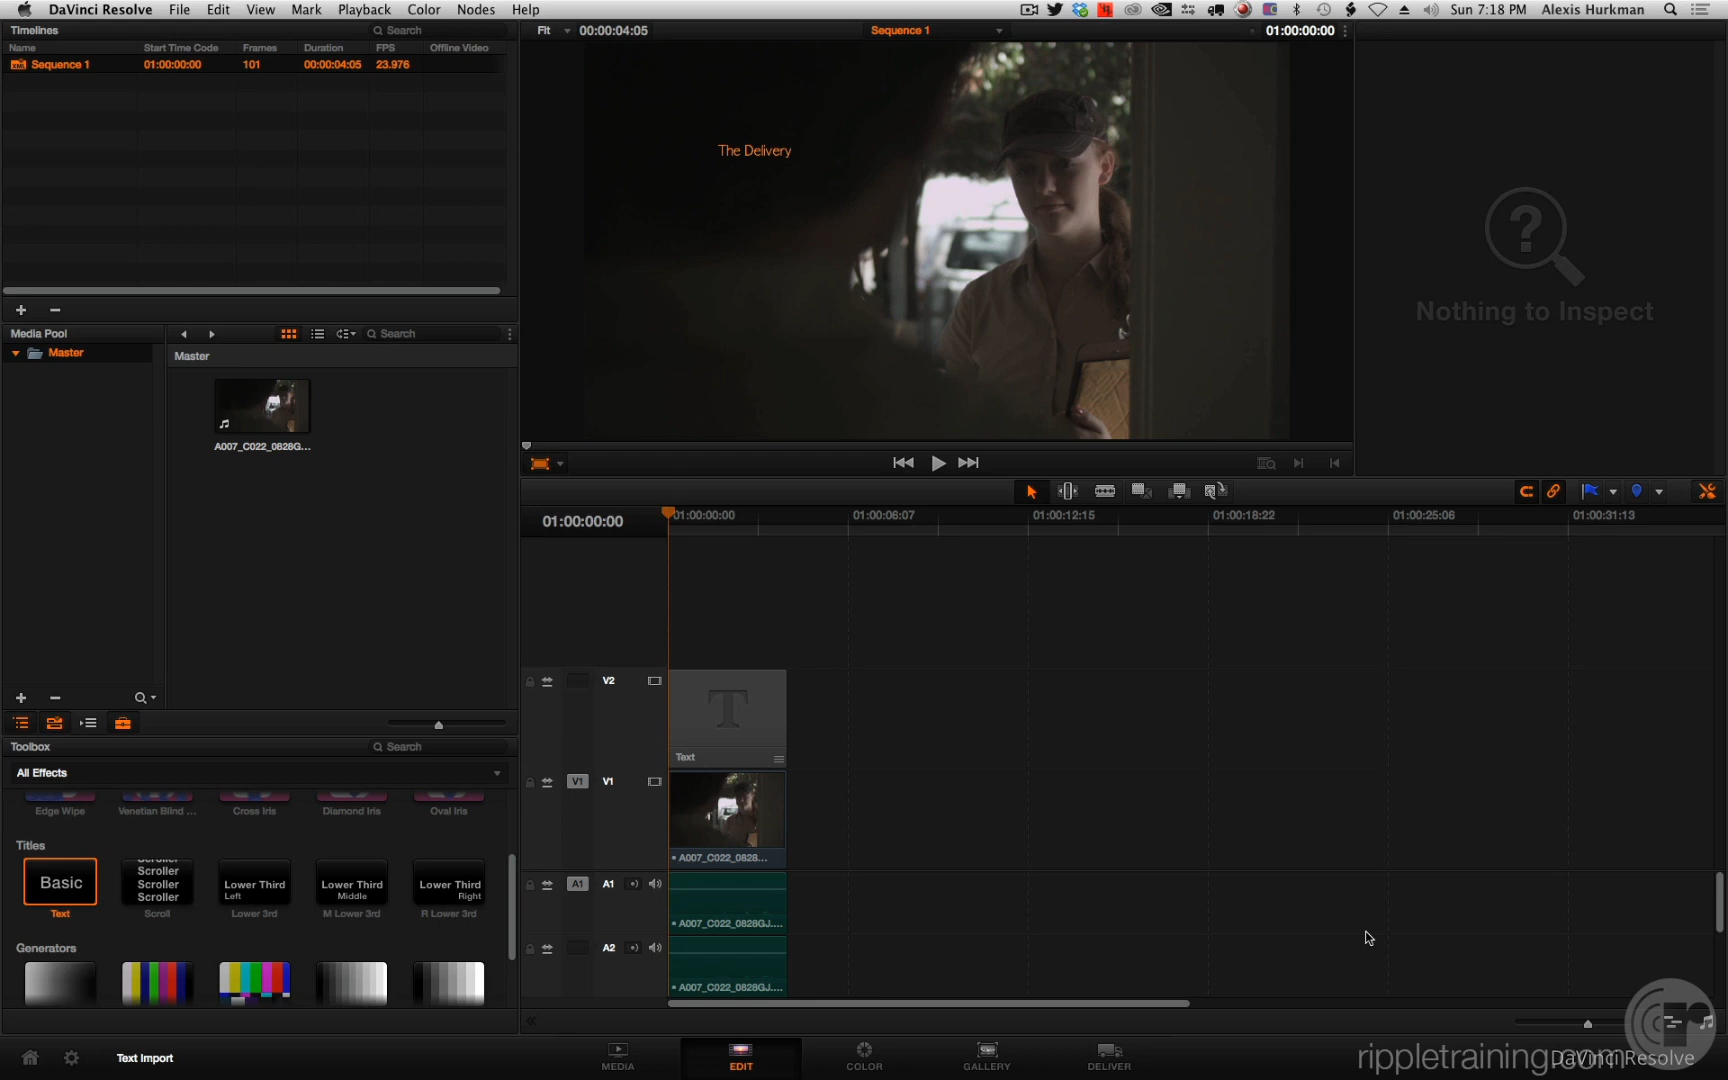 DaVinci Resolve File Edit View Mark Playback Color Nodes Help Sun 7:18 PM Alexis Hurkman
Timelines Search
Name Start Time Code Frames Duration FPS Offline Video
Sequence 1 01:00:00:00 101 00:00:04:05 23.976
Fit 00:00:04:05 Sequence 1 01:00:00:00
The Delivery
Nothing to Inspect
Media Pool Search
Master
Master
A007_C022_0828G...
01:00:00:00 01:00:00:00 01:00:06:07 01:00:12:15 01:00:18:22 01:00:25:06 01:00:31:13
V2
T
Text
V1 V1
A007_C022_0828...
A1 A1
A007_C022_0828GJ....
A2
A007_C022_0828GJ....
Toolbox Search
All Effects
Edge Wipe Venetian Blind ... Cross Iris Diamond Iris Oval Iris
Titles
Basic
Scroller
Scroller
Scroller
Scroller
Lower Third
Left
Lower Third
Middle
Lower Third
Right
Text Scroll Lower 3rd M Lower 3rd R Lower 3rd
Generators
Text Import
MEDIA EDIT COLOR GALLERY DELIVER
rippletraining.com
DaVinci Resolve